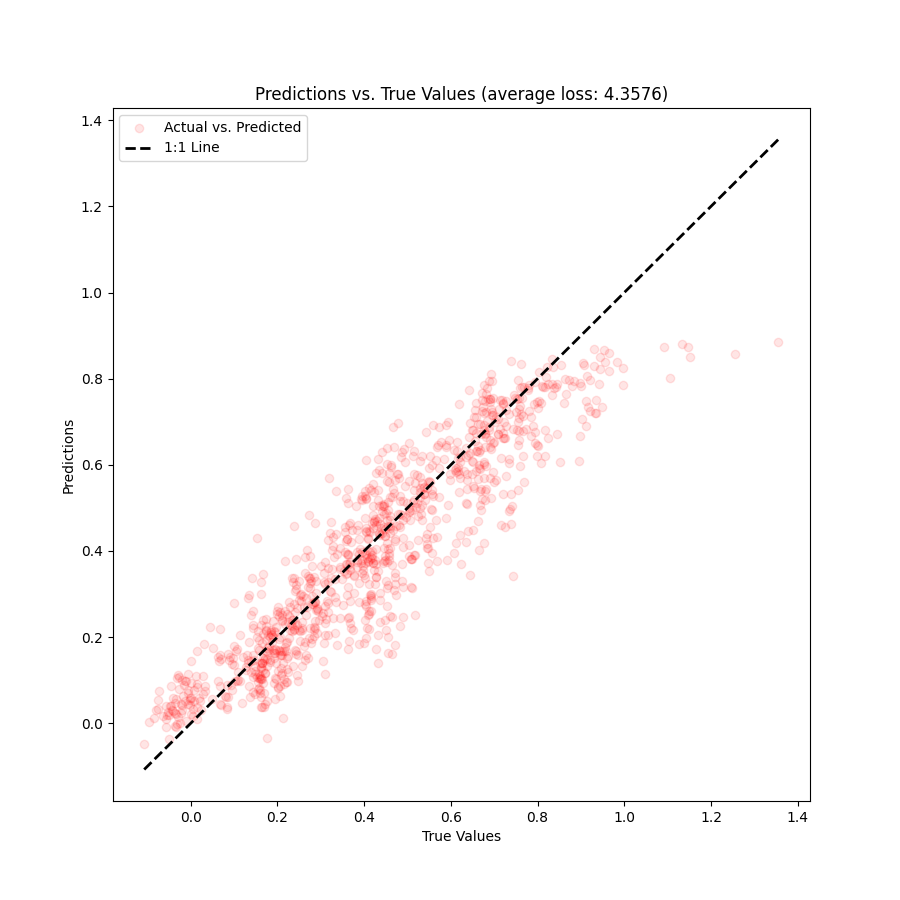 Predictions vs. True Values (average loss: 4.3576)
Actual vs. Predicted
1:1 Line
1.4
1.2
1.0
0.8
0.6
0.4
0.2
0.0
Predictions
0.0 0.2 0.4 0.6 0.8 1.0 1.2 1.4
True Values